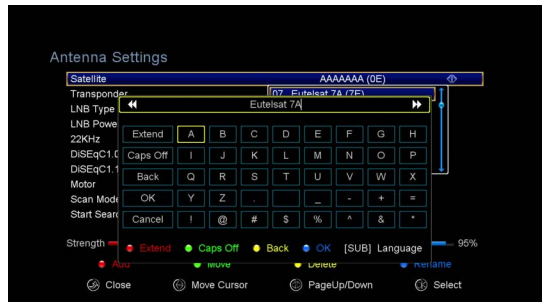 Antenna Settings
Satellite AAAAAAA (0E)
Transponder 07 Eutelsat 7A (7E)
LNB Type Eutelsat 7A
LNB Powe
22KHz Extend A B C D E F G H
DiSEqC1.0 Caps Off I J K L M N O P
DiSEqC1.1 Back Q R S T U V W X
Motor
Scan Mode OK Y Z . _ - + =
Start Searc Cancel ! @ # $ % ^ & *
Strength Extend Caps Off Back OK [SUB] Language 95%
Add Move Delete Rename
Close Move Cursor PageUp/Down Select